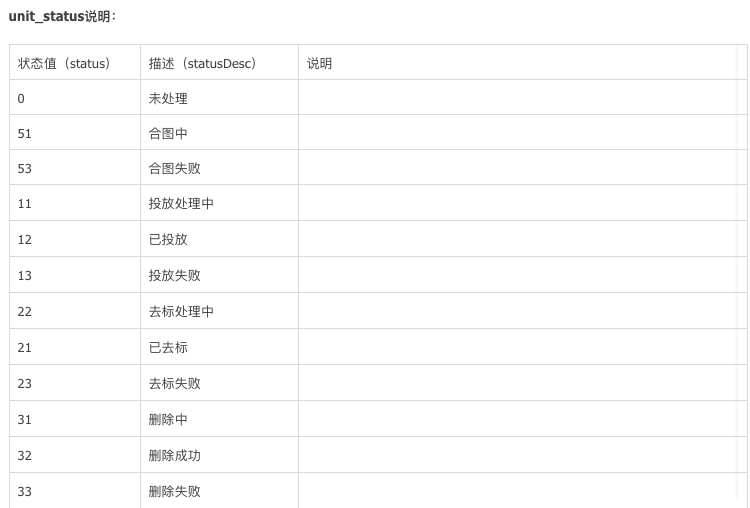 unit_status说明：
状态值（status） 描述（statusDesc） 说明
0 未处理
51 合图中
53 合图失败
11 投放处理中
12 已投放
13 投放失败
22 去标处理中
21 已去标
23 去标失败
31 删除中
32 删除成功
33 删除失败